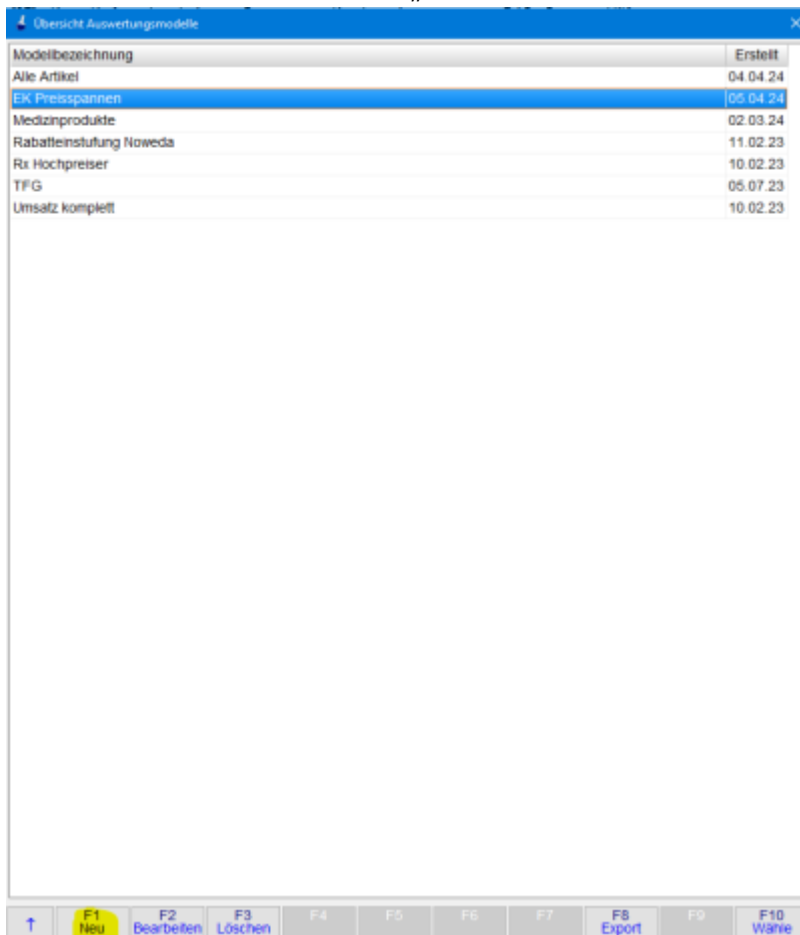 „
Übersicht Auswertungsmodelle
Modellbezeichnung Erstellt
Alle Artikel 04.04.24
EK Preisspannen 05.04.24
Medizinprodukte 02.03.24
Rabatteinstufung Noweda 11.02.23
Rx Hochpreiser 10.02.23
TFG 05.07.23
Umsatz komplett 10.02.23
↑ F1 F2 F3 F4 F5 F6 F7 F8 F9 F10
Neu Bearbeiten Löschen Export Wähle